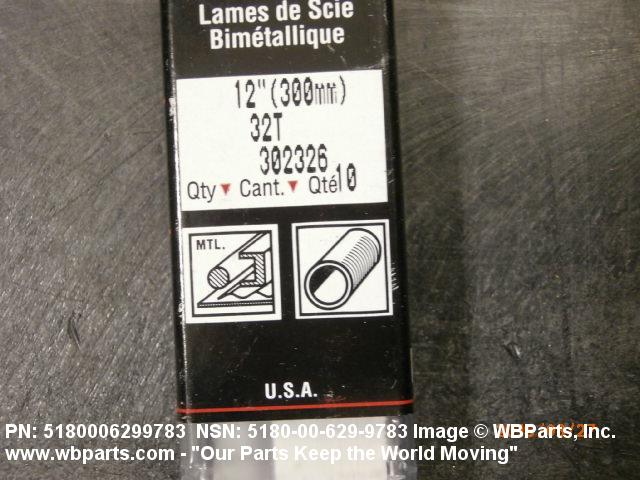 Lames de Scie
Bimétallique
12"(300mm)
32T
302326
Qty Cant. Qté10
MTL.
U.S.A.
PN: 5180006299783 NSN: 5180-00-629-9783 Image © WBParts, Inc.
www.wbparts.com - "Our Parts Keep the World Moving"